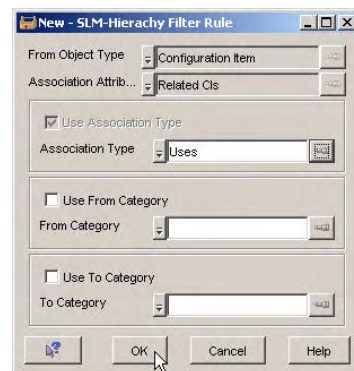 New - SLM-Hierachy Filter Rule
From Object Type Configuration Item
Association Attrib... Related CIs
Use Association Type
Association Type Uses
Use From Category
From Category
Use To Category
To Category
OK Cancel Help